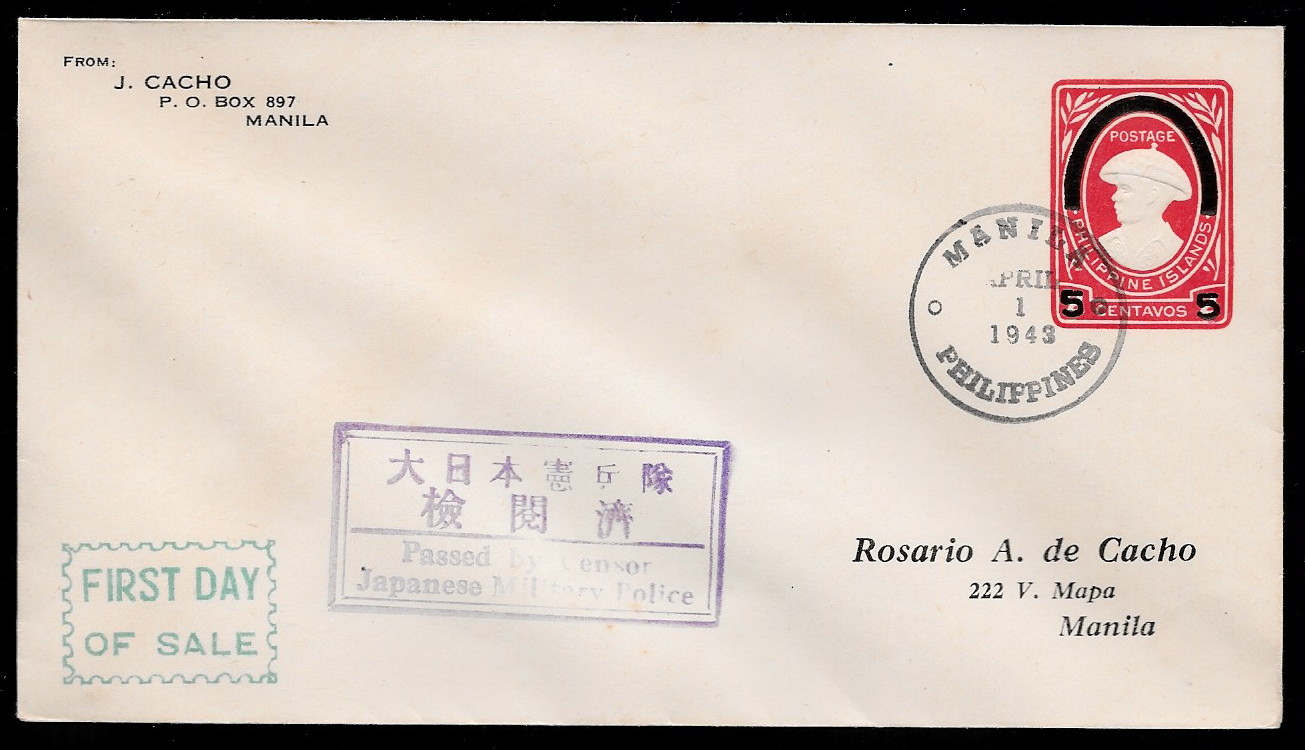 FROM:
J. CACHO
P. O. BOX 897
MANILA
POSTAGE
PHILIPPINE ISLANDS
5 CENTAVOS 5
MANILA
APRIL
1
1943
PHILIPPINES
大日本憲兵隊
檢閲濟
Passed by Censor
Japanese Military Police
FIRST DAY
OF SALE
Rosario A. de Cacho
222 V. Mapa
Manila